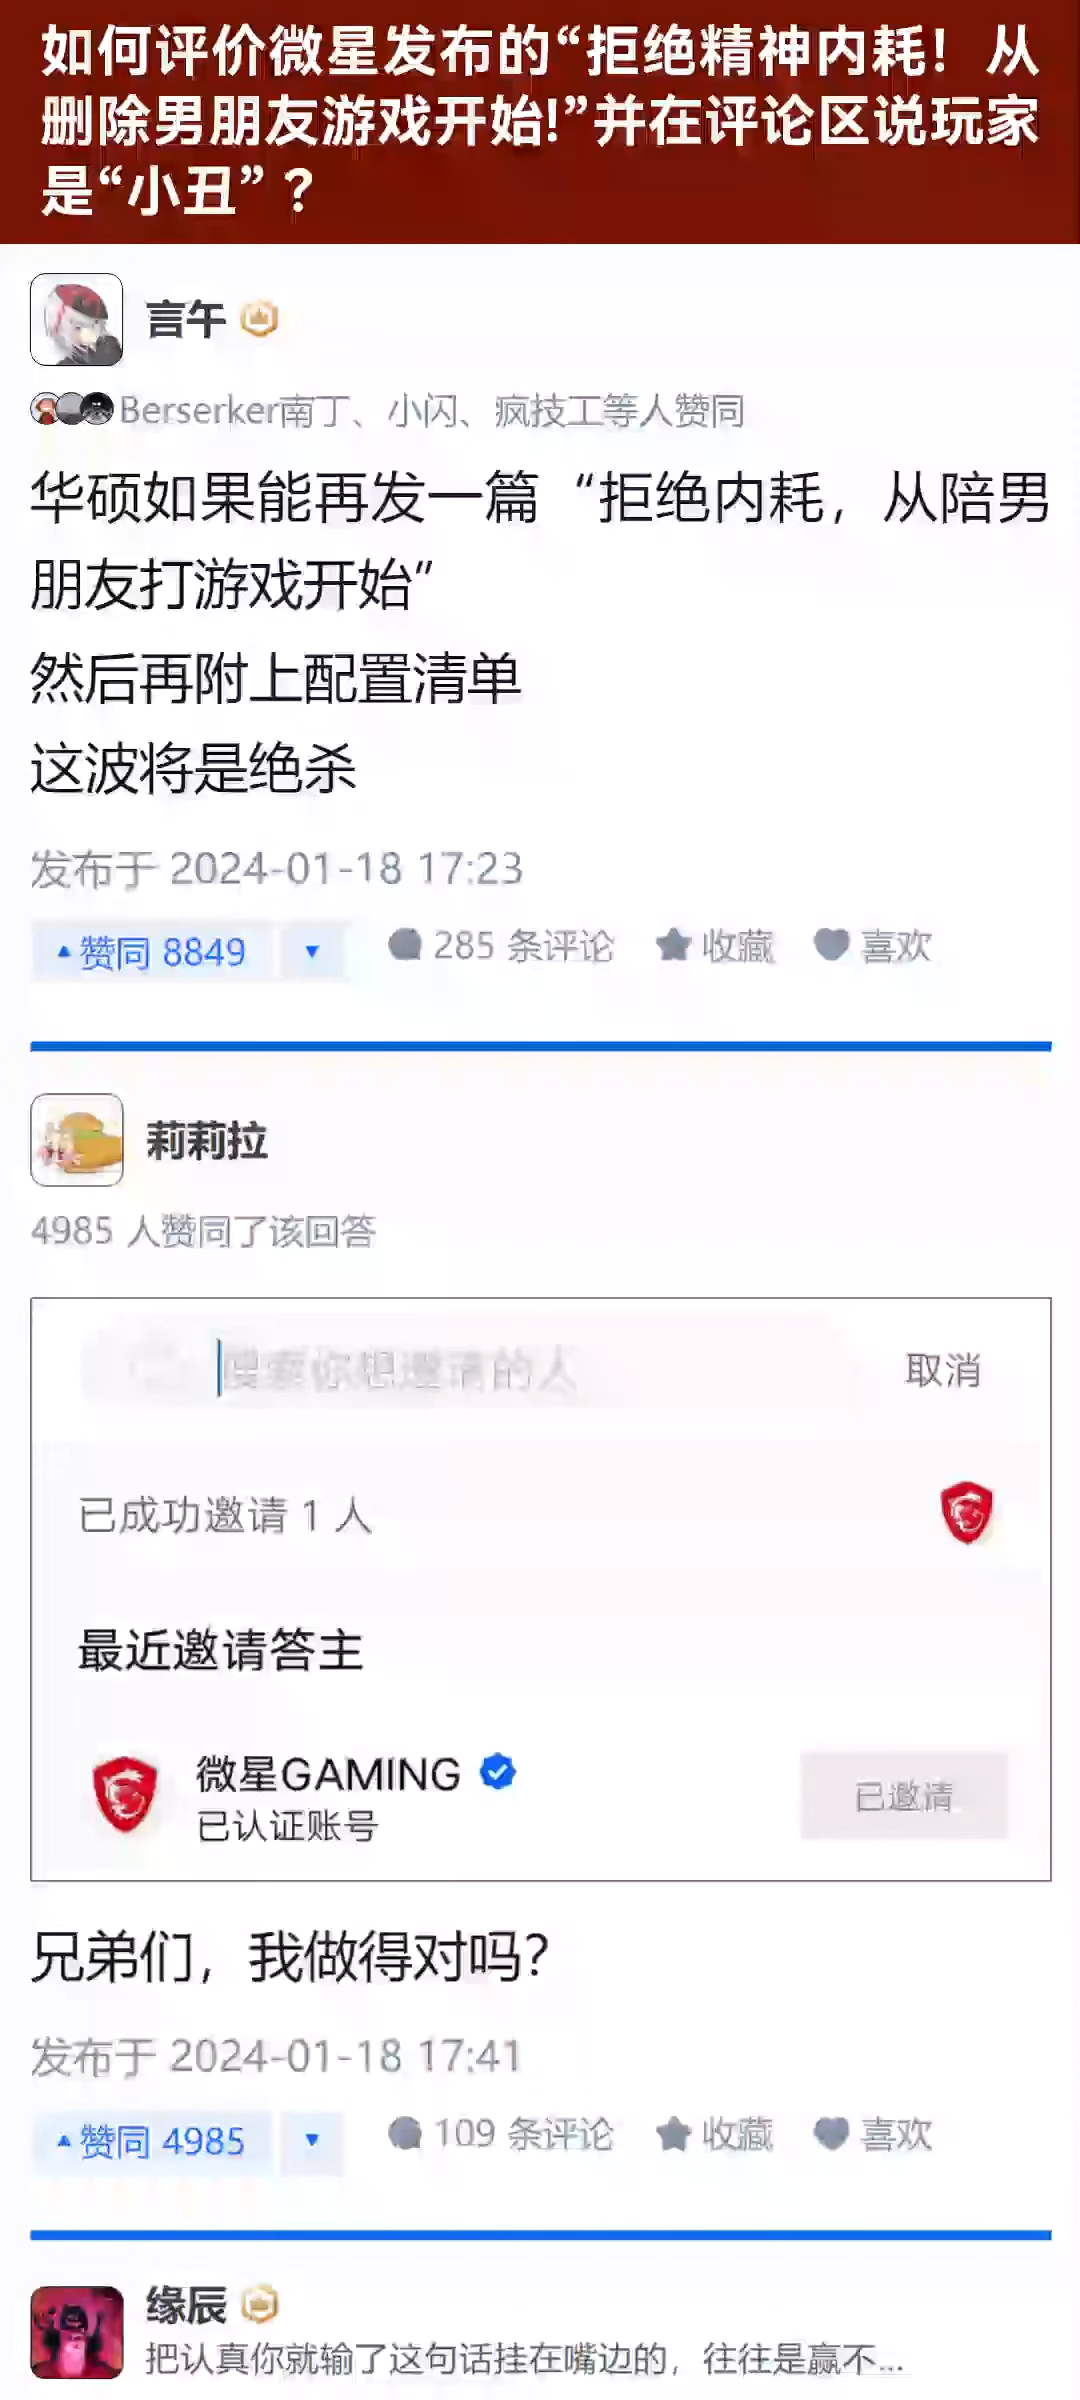 如何评价微星发布的“拒绝精神内耗！从
删除男朋友游戏开始!”并在评论区说玩家
是“小丑”？
言午
Berserker南丁、小闪、疯技工等人赞同
华硕如果能再发一篇“拒绝内耗，从陪男
朋友打游戏开始”
然后再附上配置清单
这波将是绝杀
发布于 2024-01-18 17:23
赞同 8849 285 条评论 收藏 喜欢
莉莉拉
4985 人赞同了该回答
搜索你想邀请的人 取消
已成功邀请 1 人
最近邀请答主
微星GAMING
已认证账号
已邀请
兄弟们，我做得对吗？
发布于 2024-01-18 17:41
赞同 4985 109 条评论 收藏 喜欢
缘辰
把认真你就输了这句话挂在嘴边的，往往是赢不...